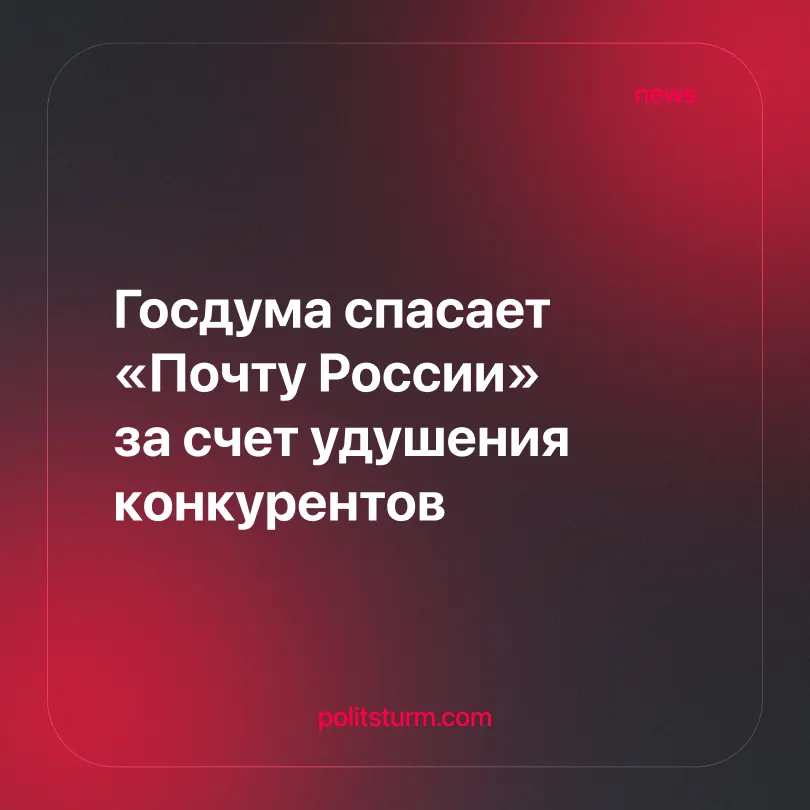 news
Госдума спасает
«Почту России»
за счет удушения
конкурентов
politsturm.com